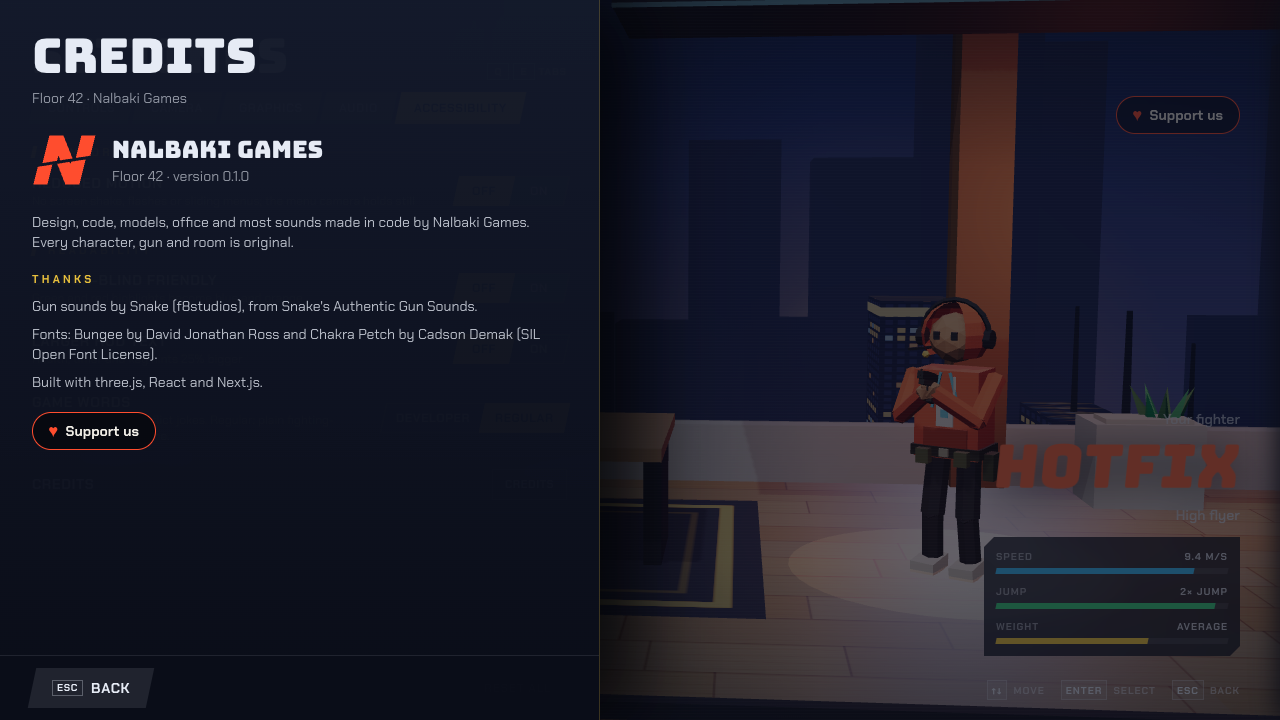 CREDITS
Floor 42 · Nalbaki Games
NALBAKI GAMES
Floor 42 · version 0.1.0
Design, code, models, office and most sounds made in code by Nalbaki Games.
Every character, gun and room is original.
THANKS
Gun sounds by Snake (f8studios), from Snake's Authentic Gun Sounds.
Fonts: Bungee by David Jonathan Ross and Chakra Patch by Cadson Demak (SIL
Open Font License).
Built with three.js, React and Next.js.
♥ Support us
ESC BACK
♥ Support us
fighter
HOTFIX
High flyer
SPEED 9.4 M/S
JUMP 2× JUMP
WEIGHT AVERAGE
↑↓ MOVE ENTER SELECT ESC BACK